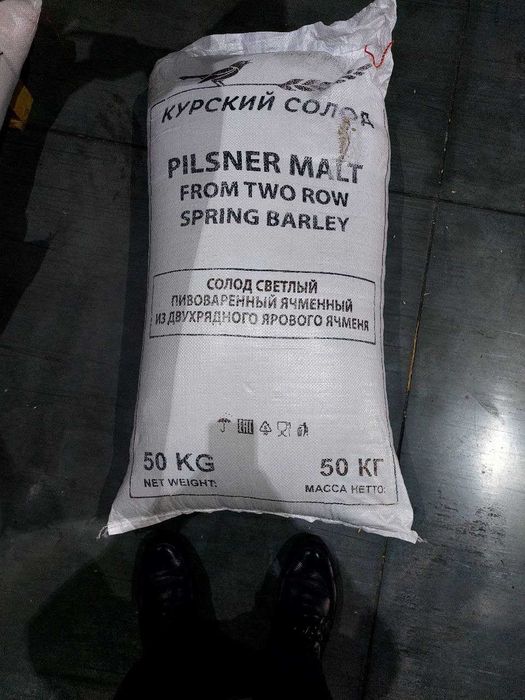 КУРСКИЙ СОЛОД
PILSNER MALT
FROM TWO ROW
SPRING BARLEY
СОЛОД СВЕТЛЫЙ
ПИВОВАРЕННЫЙ ЯЧМЕННЫЙ
ИЗ ДВУХРЯДНОГО ЯРОВОГО ЯЧМЕНЯ
EAC
50 KG
NET WEIGHT:
50 КГ
МАССА НЕТТО: